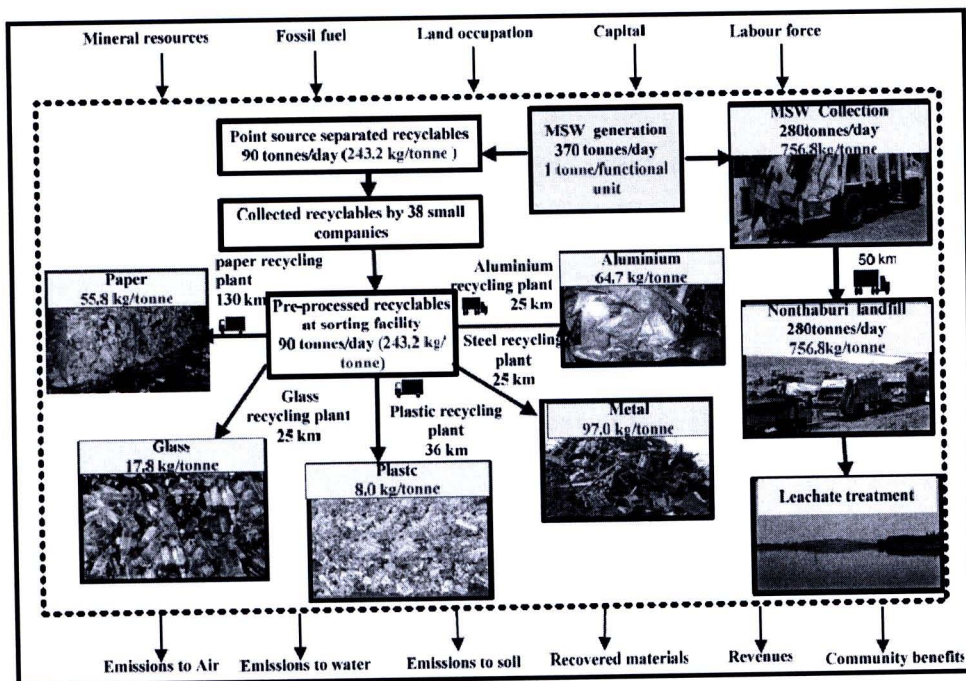 Mineral resources
Fossil fuel
Land occupation
Capital
Labour force
Point source separated recyclables
90 tonnes/day (243.2 kg/tonne )
MSW generation
370 tonnes/day
1 tonne/functional
unit
MSW Collection
280tonnes/day
756.8kg/tonne
Collected recyclables by 38 small
companies
paper recycling
plant
130 km
Paper
55.8 kg/tonne
Pre-processed recyclables
at sorting facility
90 tonnes/day (243.2 kg/
tonne)
Aluminium
recycling plant
25 km
Aluminium
64.7 kg/tonne
50 km
Nonthaburi landfill
280tonnes/day
756.8kg/tonne
Steel recycling
plant
25 km
Glass
recycling plant
25 km
Plastic recycling
plant
36 km
Metal
97.0 kg/tonne
Glass
17.8 kg/tonne
Plastc
8.0 kg/tonne
Leachate treatment
Emissions to Air
Emissions to water
Emissions to soil
Recovered materials
Revenues
Community benefits